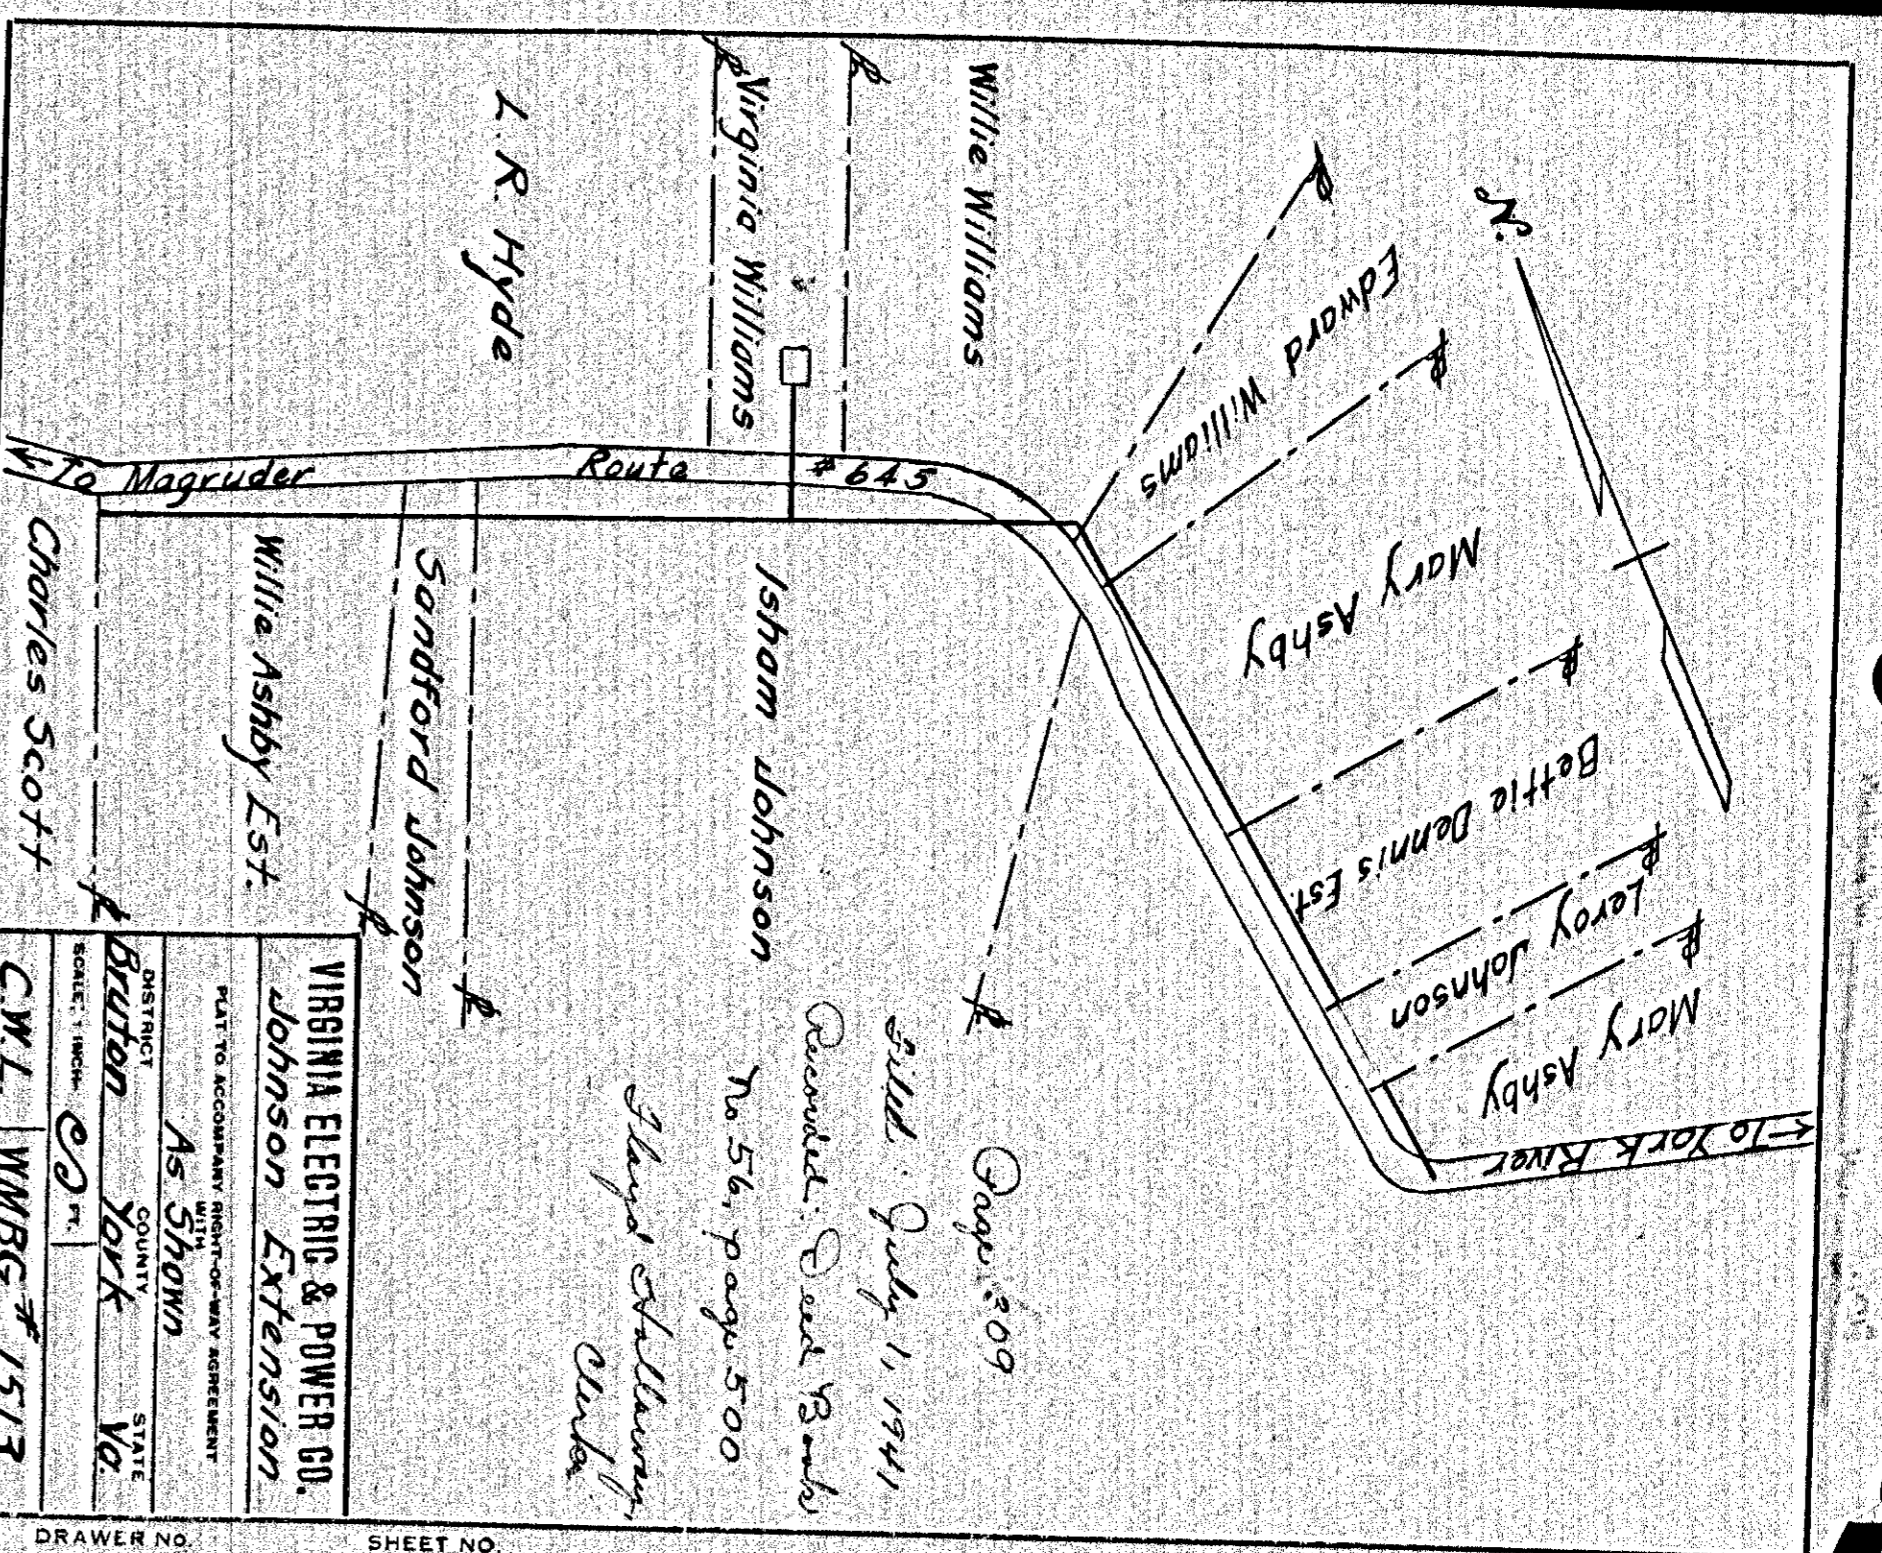 Willie Williams
Virginia Williams
L. R. Hyde
N.
Edward Williams
Mary Ashby
Bettie Dennis Est.
Leroy Johnson
Mary Ashby
To York River
To Magruder Route #645
Isham Johnson
Sandford Johnson
Willie Ashby Est.
Charles Scott
Page: 209
Filed: July 1, 1941
Recorded: Deed Book
No 56, page 500
Floyd Holloway,
Clerk.
VIRGINIA ELECTRIC & POWER CO.
Johnson Extension
PLAT TO ACCOMPANY RIGHT-OF-WAY AGREEMENT
WITH
As Shown
DISTRICT COUNTY STATE
Bruton York Va.
SCALE: 1 INCH= FT.
C.W.L. WMBG # 1513
DRAWER NO. SHEET NO.